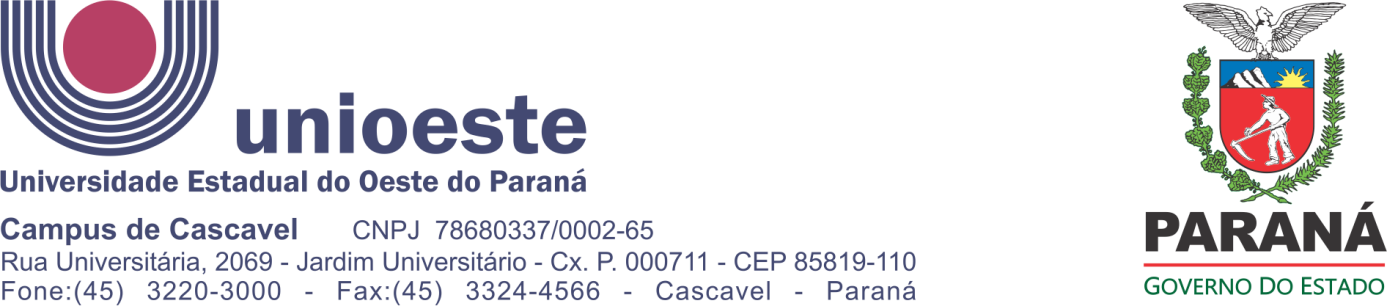 unioeste
Universidade Estadual do Oeste do Paraná
Campus de Cascavel CNPJ 78680337/0002-65
Rua Universitária, 2069 - Jardim Universitário - Cx. P. 000711 - CEP 85819-110
Fone:(45) 3220-3000 - Fax:(45) 3324-4566 - Cascavel - Paraná
PARANÁ
GOVERNO DO ESTADO